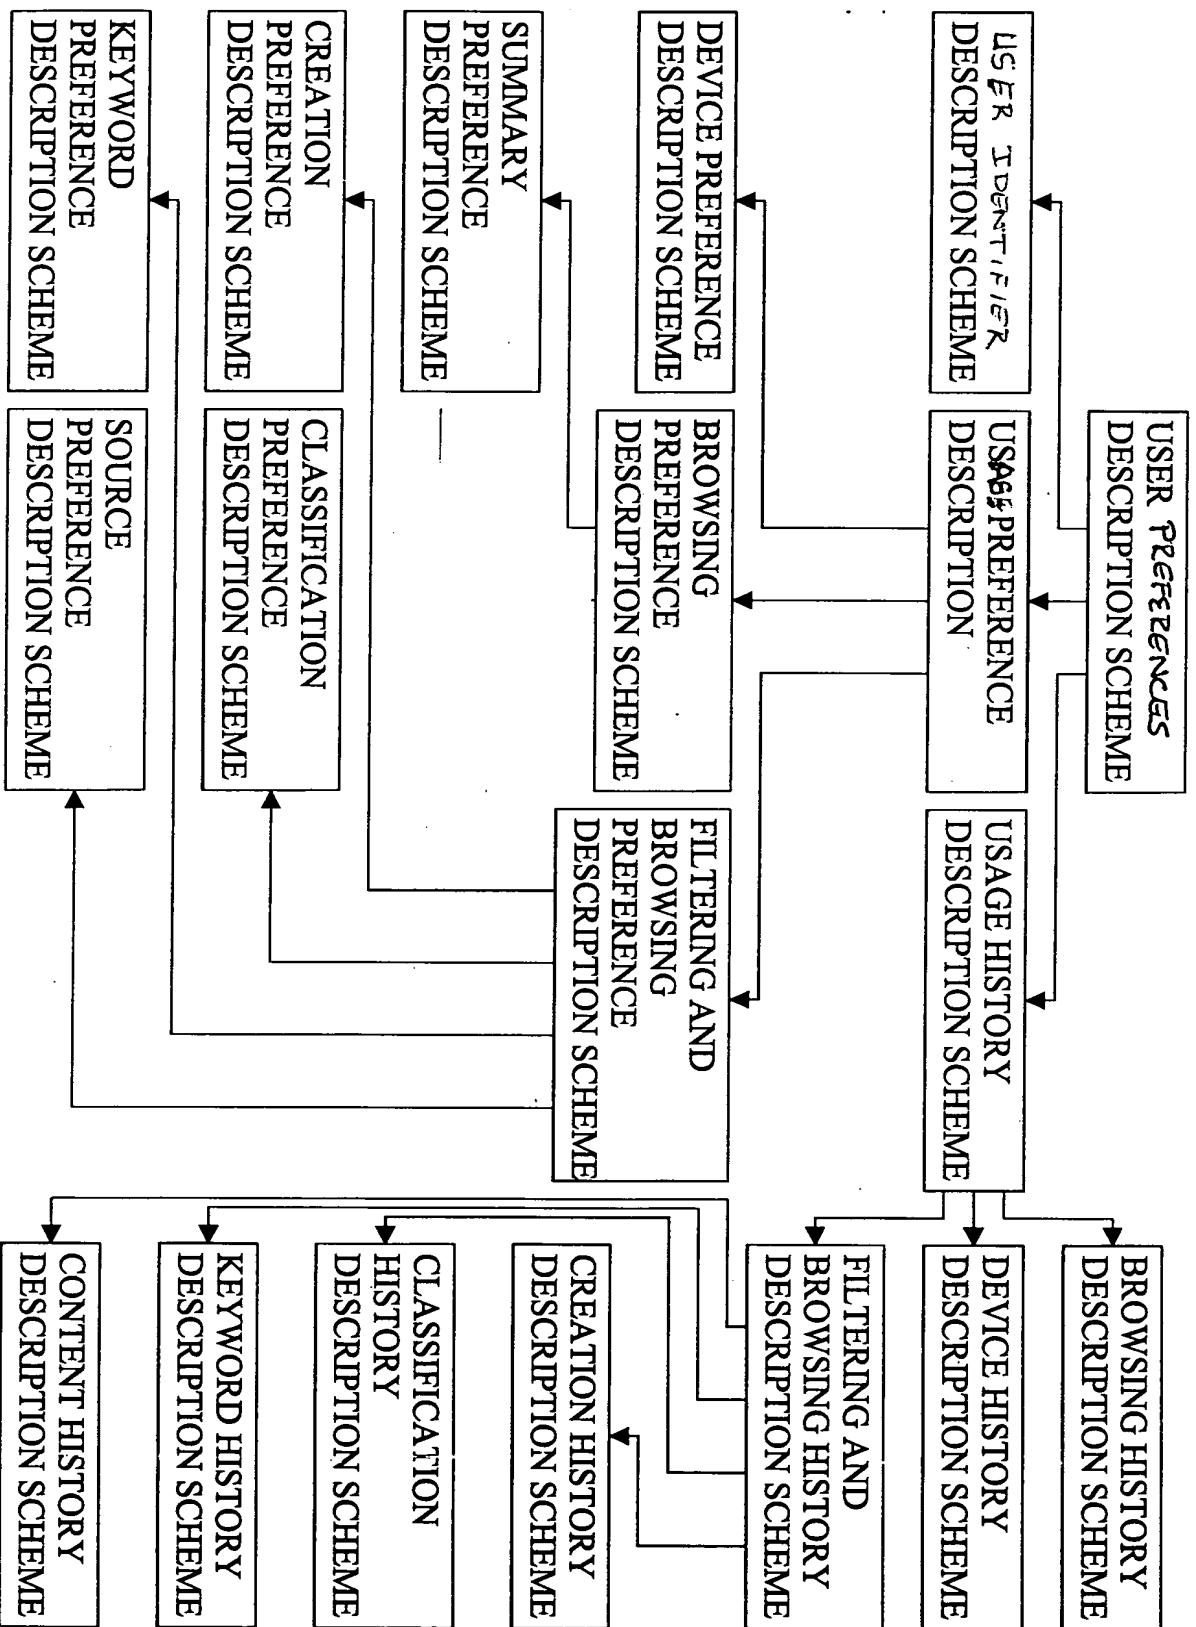 USER PREFERENCES
DESCRIPTION SCHEME
USER IDENTIFIER
DESCRIPTION SCHEME
USAGE PREFERENCE
DESCRIPTION
USAGE HISTORY
DESCRIPTION SCHEME
BROWSING HISTORY
DESCRIPTION SCHEME
DEVICE HISTORY
DESCRIPTION SCHEME
FILTERING AND
BROWSING HISTORY
DESCRIPTION SCHEME
DEVICE PREFERENCE
DESCRIPTION SCHEME
BROWSING
PREFERENCE
DESCRIPTION SCHEME
FILTERING AND
BROWSING
PREFERENCE
DESCRIPTION SCHEME
SUMMARY
PREFERENCE
DESCRIPTION SCHEME
CREATION HISTORY
DESCRIPTION SCHEME
CREATION
PREFERENCE
DESCRIPTION SCHEME
CLASSIFICATION
PREFERENCE
DESCRIPTION SCHEME
CLASSIFICATION
HISTORY
DESCRIPTION SCHEME
KEYWORD HISTORY
DESCRIPTION SCHEME
KEYWORD
PREFERENCE
DESCRIPTION SCHEME
SOURCE
PREFERENCE
DESCRIPTION SCHEME
CONTENT HISTORY
DESCRIPTION SCHEME